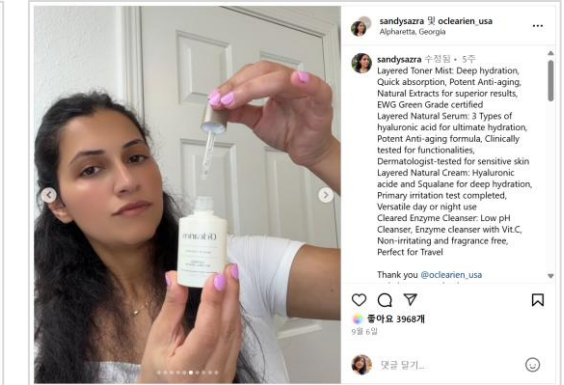 sandysazra 및 oclearien_usa
Alpharetta, Georgia
sandysazra 수정됨 • 5주
Layered Toner Mist: Deep hydration,
Quick absorption, Potent Anti-aging,
Natural Extracts for superior results,
EWG Green Grade certified
Layered Natural Serum: 3 Types of
hyaluronic acid for ultimate hydration,
Potent Anti-aging formula, Clinically
tested for functionalities,
Dermatologist-tested for sensitive skin
Layered Natural Cream: Hyaluronic
acide and Squalane for deep hydration,
Primary irritation test completed,
Versatile day or night use
Cleared Enzyme Cleanser: Low pH
Cleanser, Enzyme cleanser with Vit.C,
Non-irritating and fragrance free,
Perfect for Travel
Thank you @oclearien_usa
좋아요 3968개
9월 6일
댓글 달기...